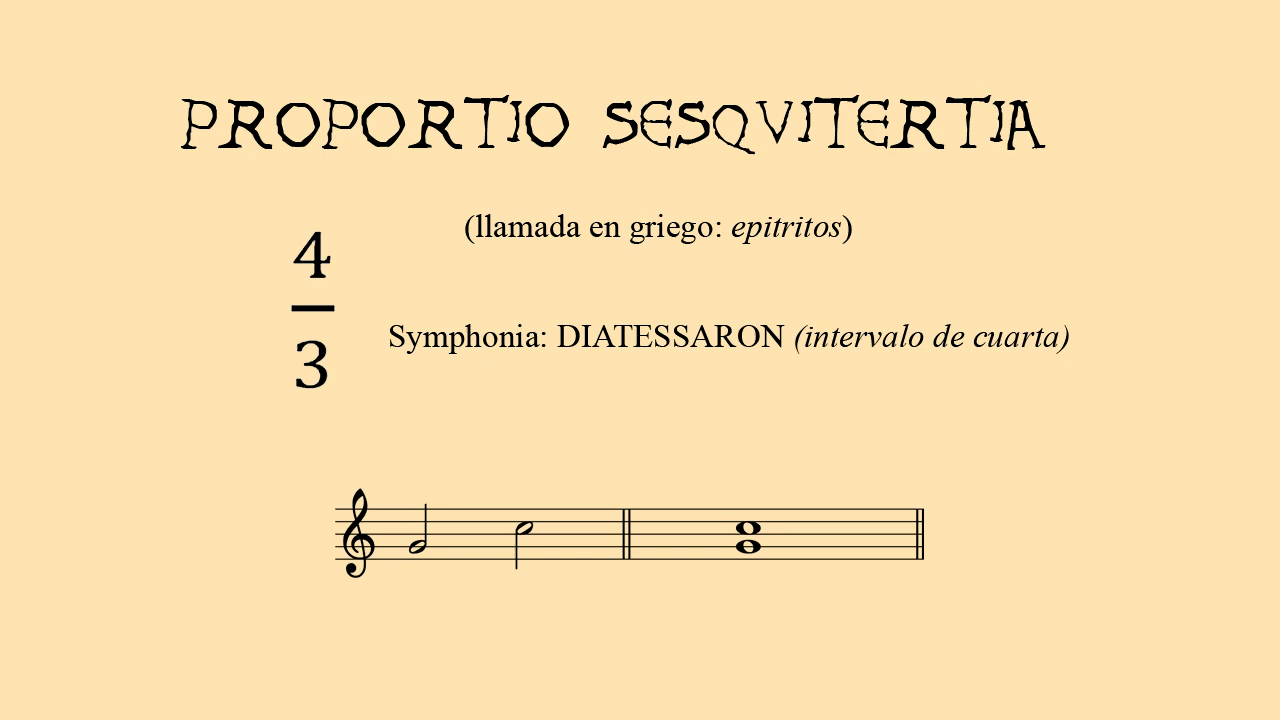 PROPORTIO SESQVITERTIA
(llamada en griego: epitritos)
4
3
Symphonia: DIATESSARON (intervalo de cuarta)